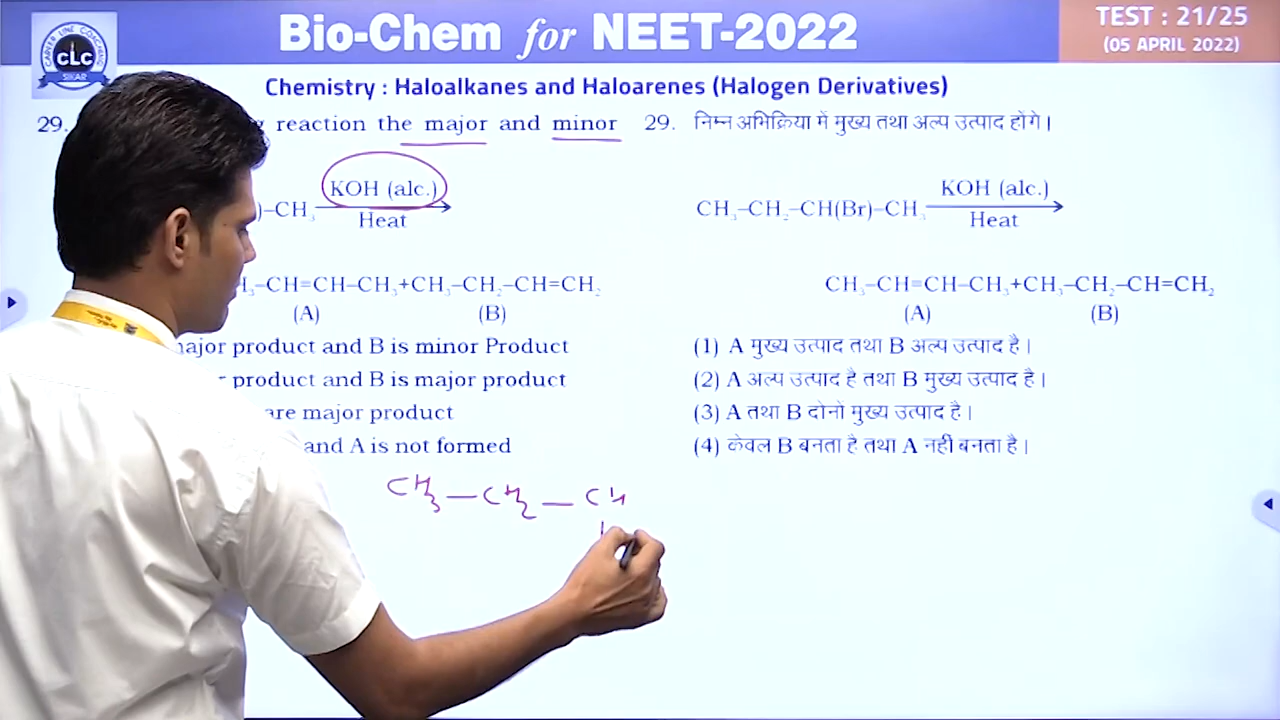 Bio-Chem for NEET-2022
TEST : 21/25
(05 APRIL 2022)
CAREER LINE COACHING
CLC
SIKAR
Chemistry : Haloalkanes and Haloarenes (Halogen Derivatives)
29. reaction the major and minor
)–CH₃ KOH (alc.)
Heat
–CH=CH–CH₃+CH₃–CH₂–CH=CH₂
(A) (B)
major product and B is minor Product
product and B is major product
are major product
and A is not formed
CH₃ — CH₂ — CH
29. निम्न अभिक्रिया में मुख्य तथा अल्प उत्पाद होंगे।
CH₃–CH₂–CH(Br)–CH₃ KOH (alc.)
Heat
CH₃–CH=CH–CH₃+CH₃–CH₂–CH=CH₂
(A) (B)
(1) A मुख्य उत्पाद तथा B अल्प उत्पाद है।
(2) A अल्प उत्पाद है तथा B मुख्य उत्पाद है।
(3) A तथा B दोनों मुख्य उत्पाद है।
(4) केवल B बनता है तथा A नहीं बनता है।